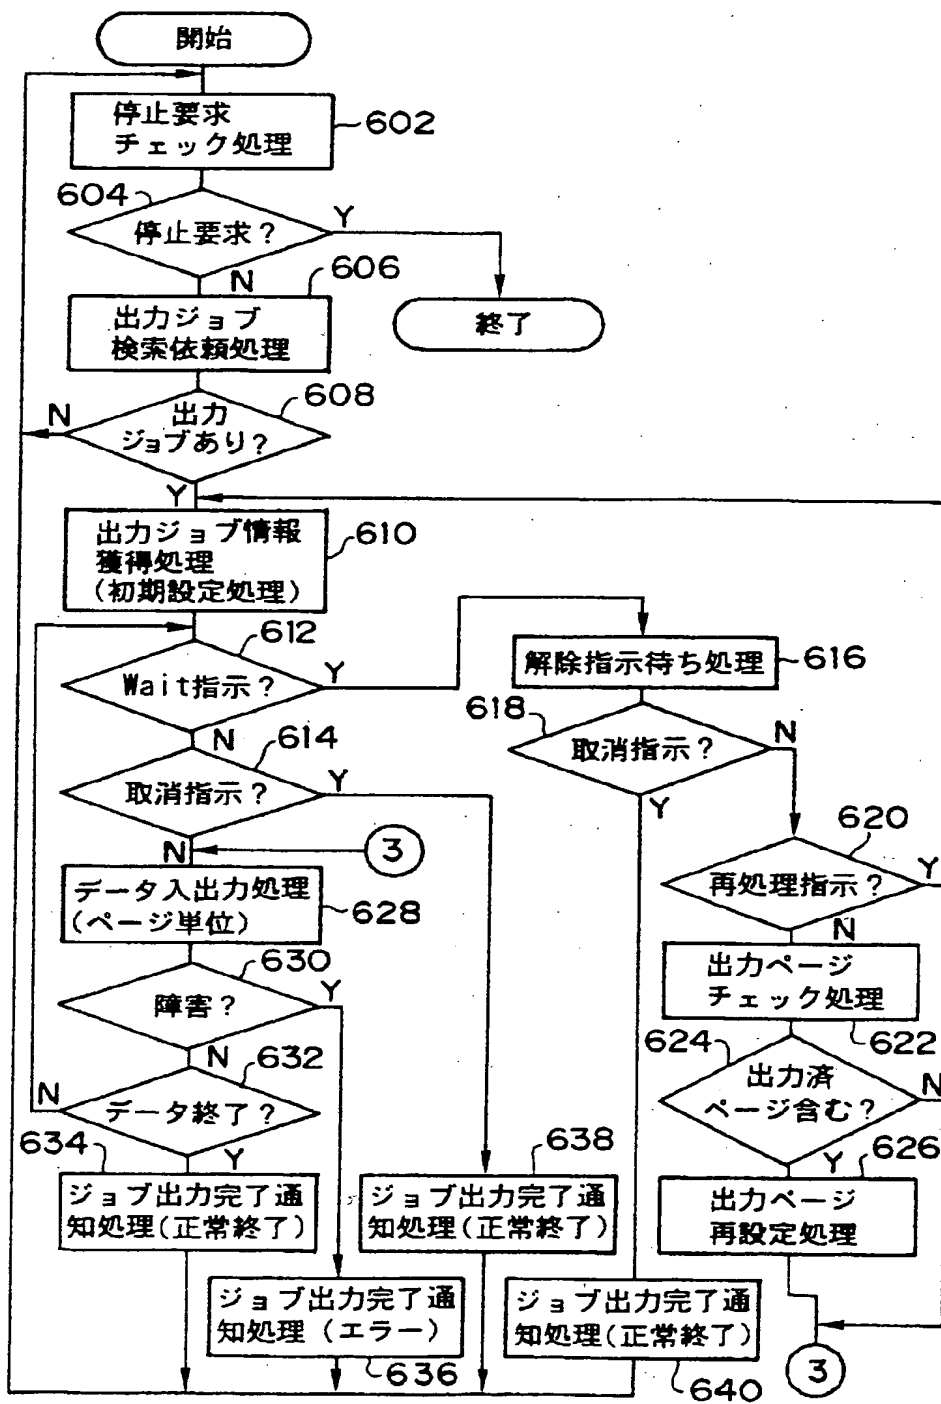 開始
停止要求
チェック処理
602
604
停止要求?
Y
N
606
出力ジョブ
検索依頼処理
終了
608
N
出力
ジョブあり?
Y
出力ジョブ情報
獲得処理
(初期設定処理)
610
612
Wait指示?
Y
N
解除指示待ち処理
616
618
取消指示?
N
Y
614
取消指示?
Y
N
3
620
再処理指示?
Y
N
データ入出力処理
(ページ単位)
628
出力ページ
チェック処理
622
630
障害?
Y
N
624
出力済
ページ含む?
N
Y
632
データ終了?
N
Y
626
出力ページ
再設定処理
634
ジョブ出力完了通
知処理(正常終了)
638
ジョブ出力完了通
知処理(正常終了)
ジョブ出力完了通
知処理(エラー)
636
ジョブ出力完了通
知処理(正常終了)
640
3